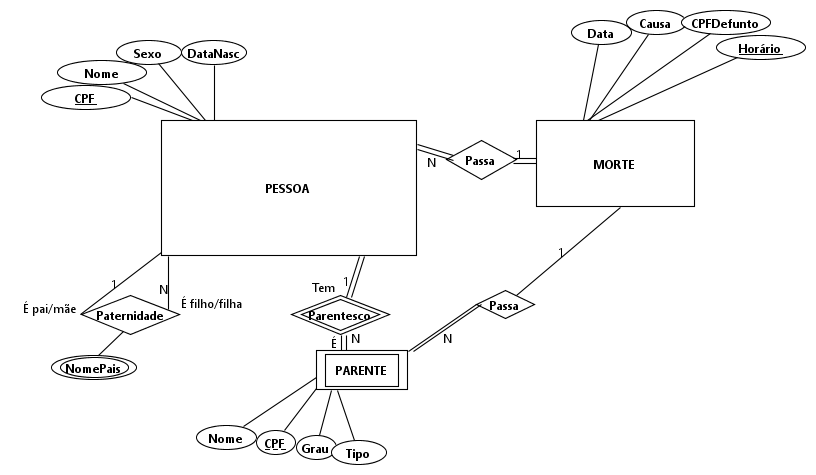 Data
Causa
CPFDefunto
Horário
Sexo
DataNasc
Nome
CPF
PESSOA
N
Passa
1
MORTE
1
Passa
N
É pai/mãe
1
N
É filho/filha
Paternidade
NomePais
Tem
1
Parentesco
É
N
PARENTE
Nome
CPF
Grau
Tipo